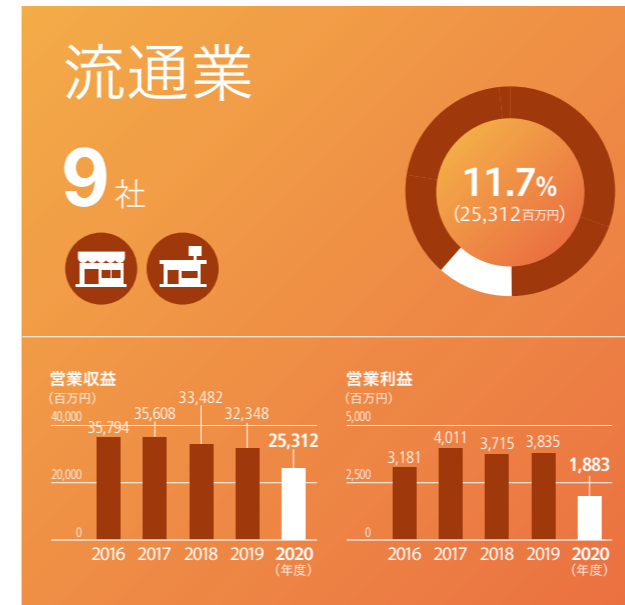 流通業
9社
11.7%
(25,312百万円)
営業収益
(百万円)
40,000
20,000
0
35,794
35,608
33,482
32,348
25,312
2016 2017 2018 2019 2020
(年度)
営業利益
(百万円)
5,000
2,500
0
3,181
4,011
3,715
3,835
1,883
2016 2017 2018 2019 2020
(年度)